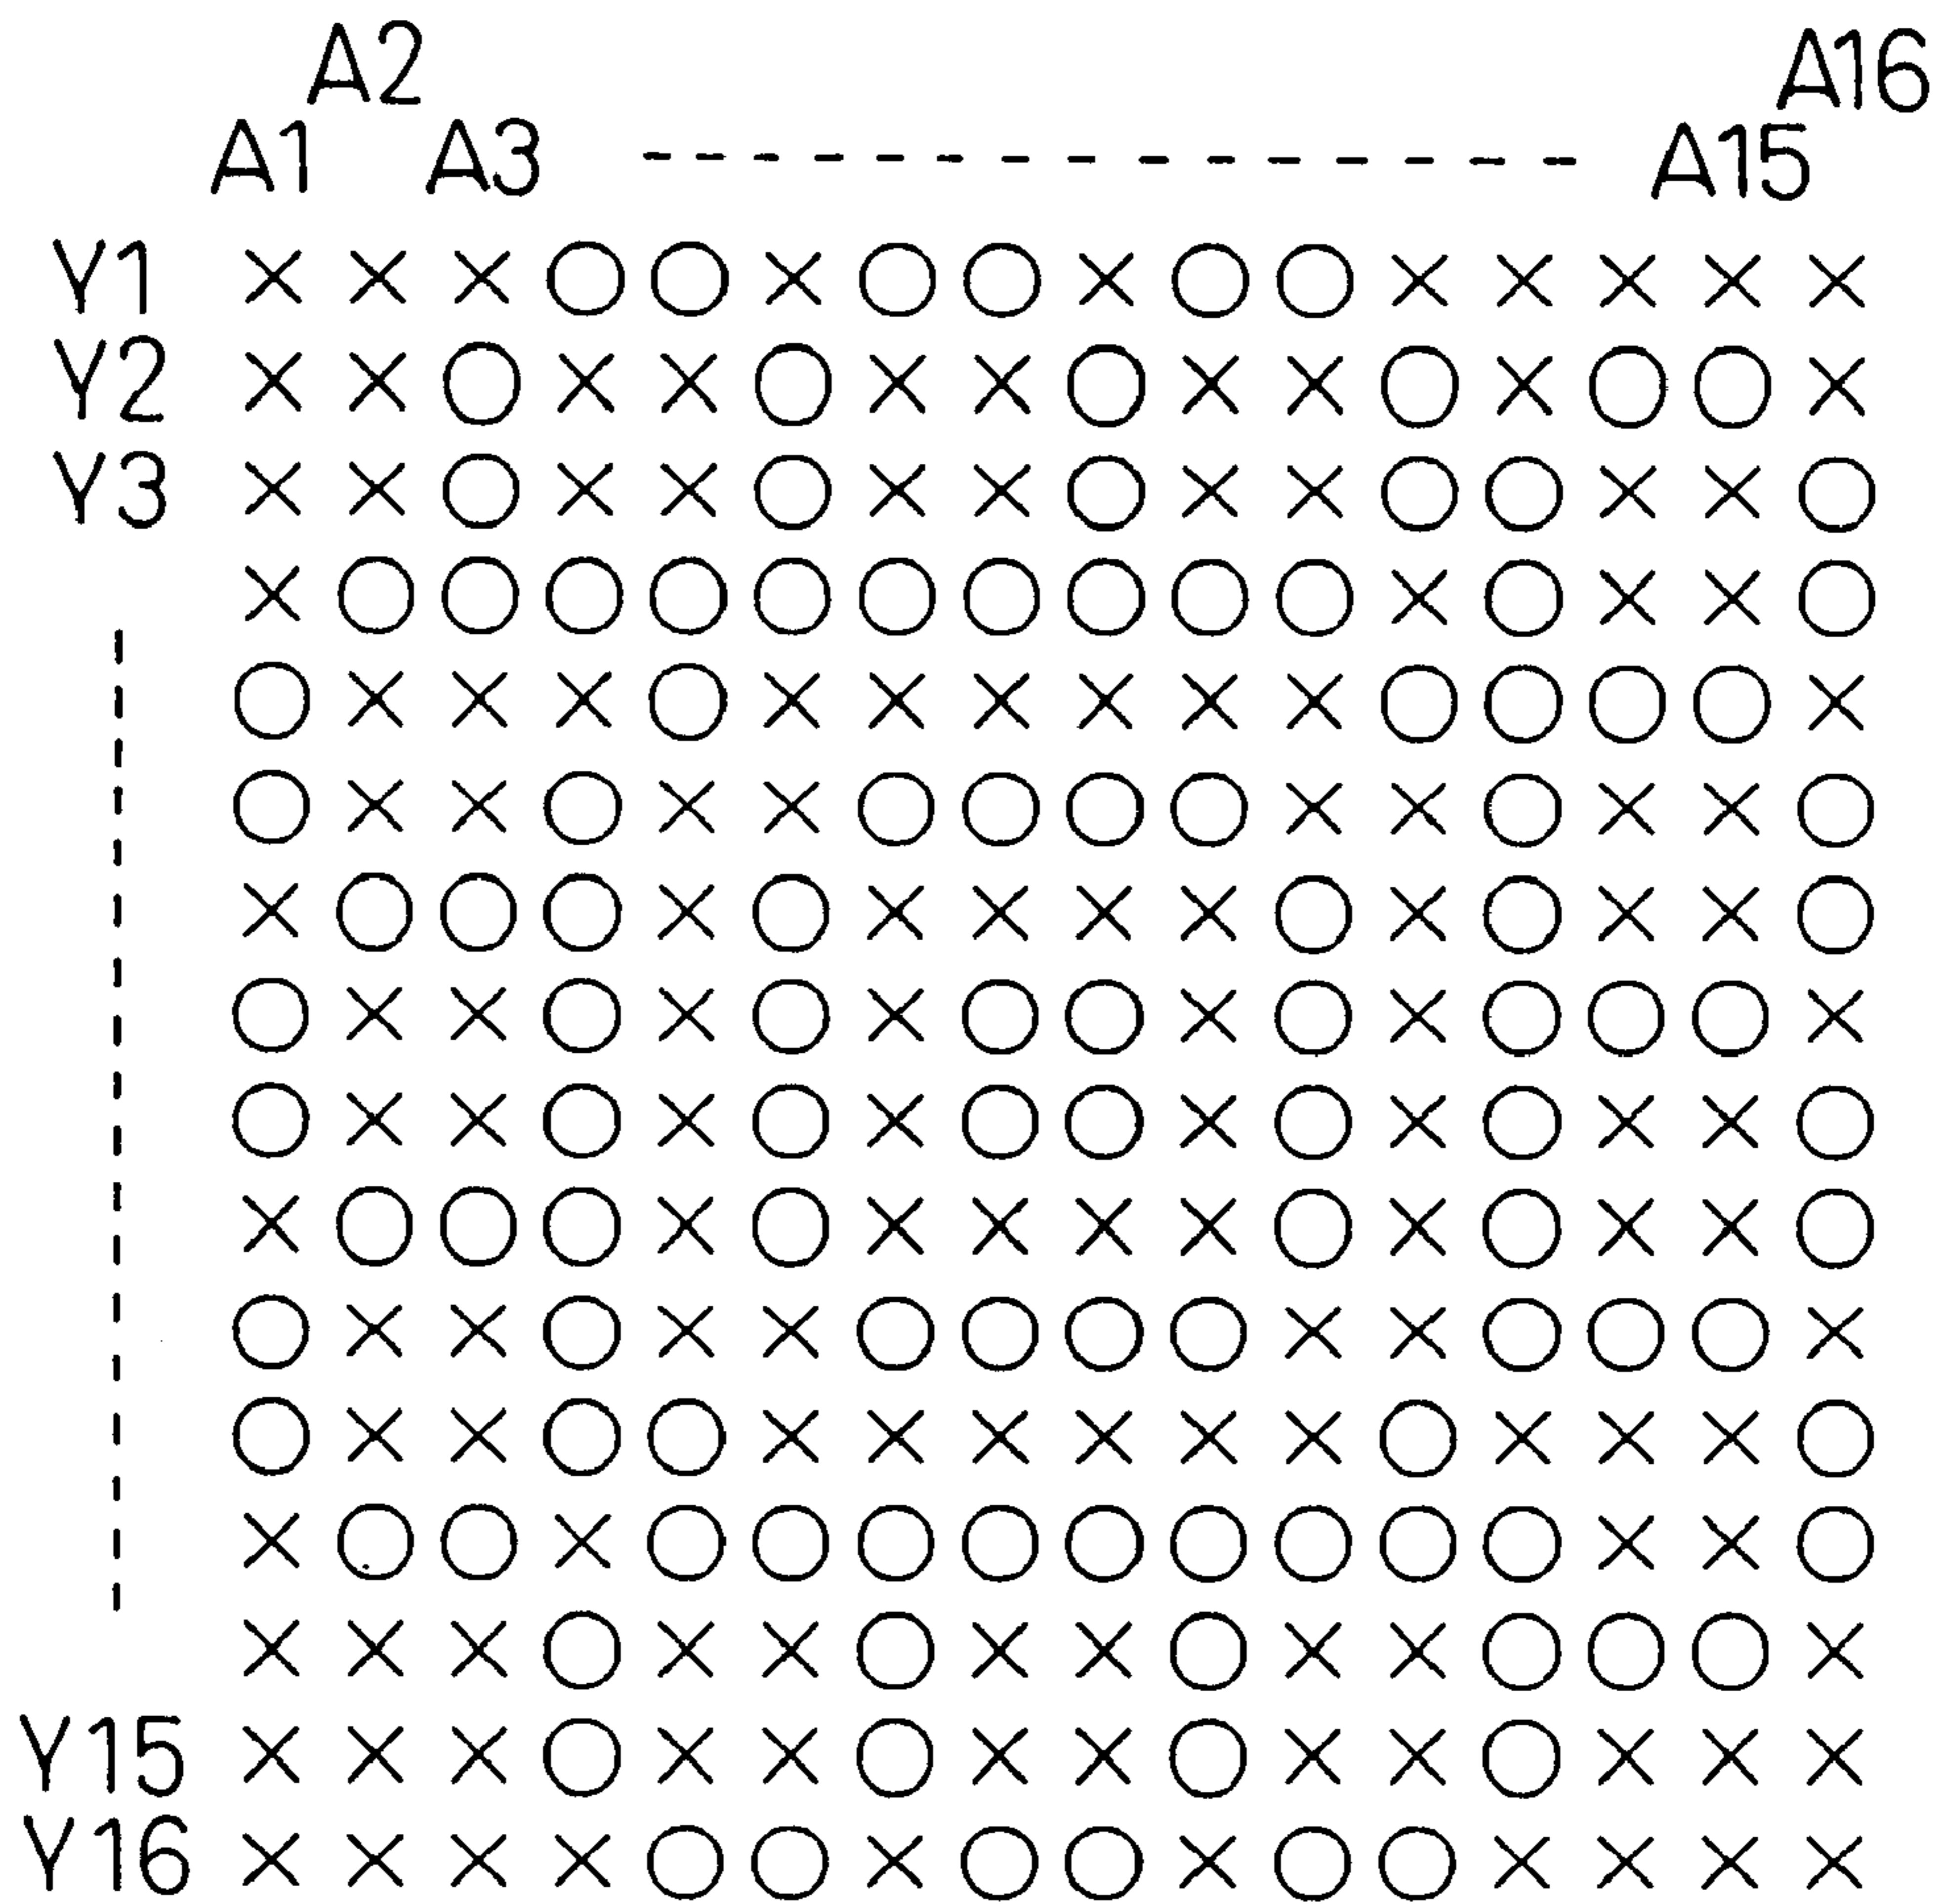 A2 A16
A1 A3 A15
Y1 × × × ○ ○ × ○ ○ × ○ ○ × × × × ×
Y2 × × ○ × × ○ × × ○ × × ○ × ○ ○ ×
Y3 × × ○ × × ○ × × ○ × × ○ ○ × × ○
× ○ ○ ○ ○ ○ ○ ○ ○ ○ ○ × ○ × × ○
○ × × × ○ × × × × × × ○ ○ ○ ○ ×
○ × × ○ × × ○ ○ ○ ○ × × ○ × × ○
× ○ ○ ○ × ○ × × × × ○ × ○ × × ○
○ × × ○ × ○ × ○ ○ × ○ × ○ ○ ○ ×
○ × × ○ × ○ × ○ ○ × ○ × ○ × × ○
× ○ ○ ○ × ○ × × × × ○ × ○ × × ○
○ × × ○ × × ○ ○ ○ ○ × × ○ ○ ○ ×
○ × × ○ ○ × × × × × × ○ × × × ○
× ○ ○ × ○ ○ ○ ○ ○ ○ ○ ○ ○ × × ○
× × × ○ × × ○ × × ○ × × ○ ○ ○ ×
Y15 × × × ○ × × ○ × × ○ × × ○ × × ×
Y16 × × × × ○ ○ × ○ ○ × ○ ○ × × × ×